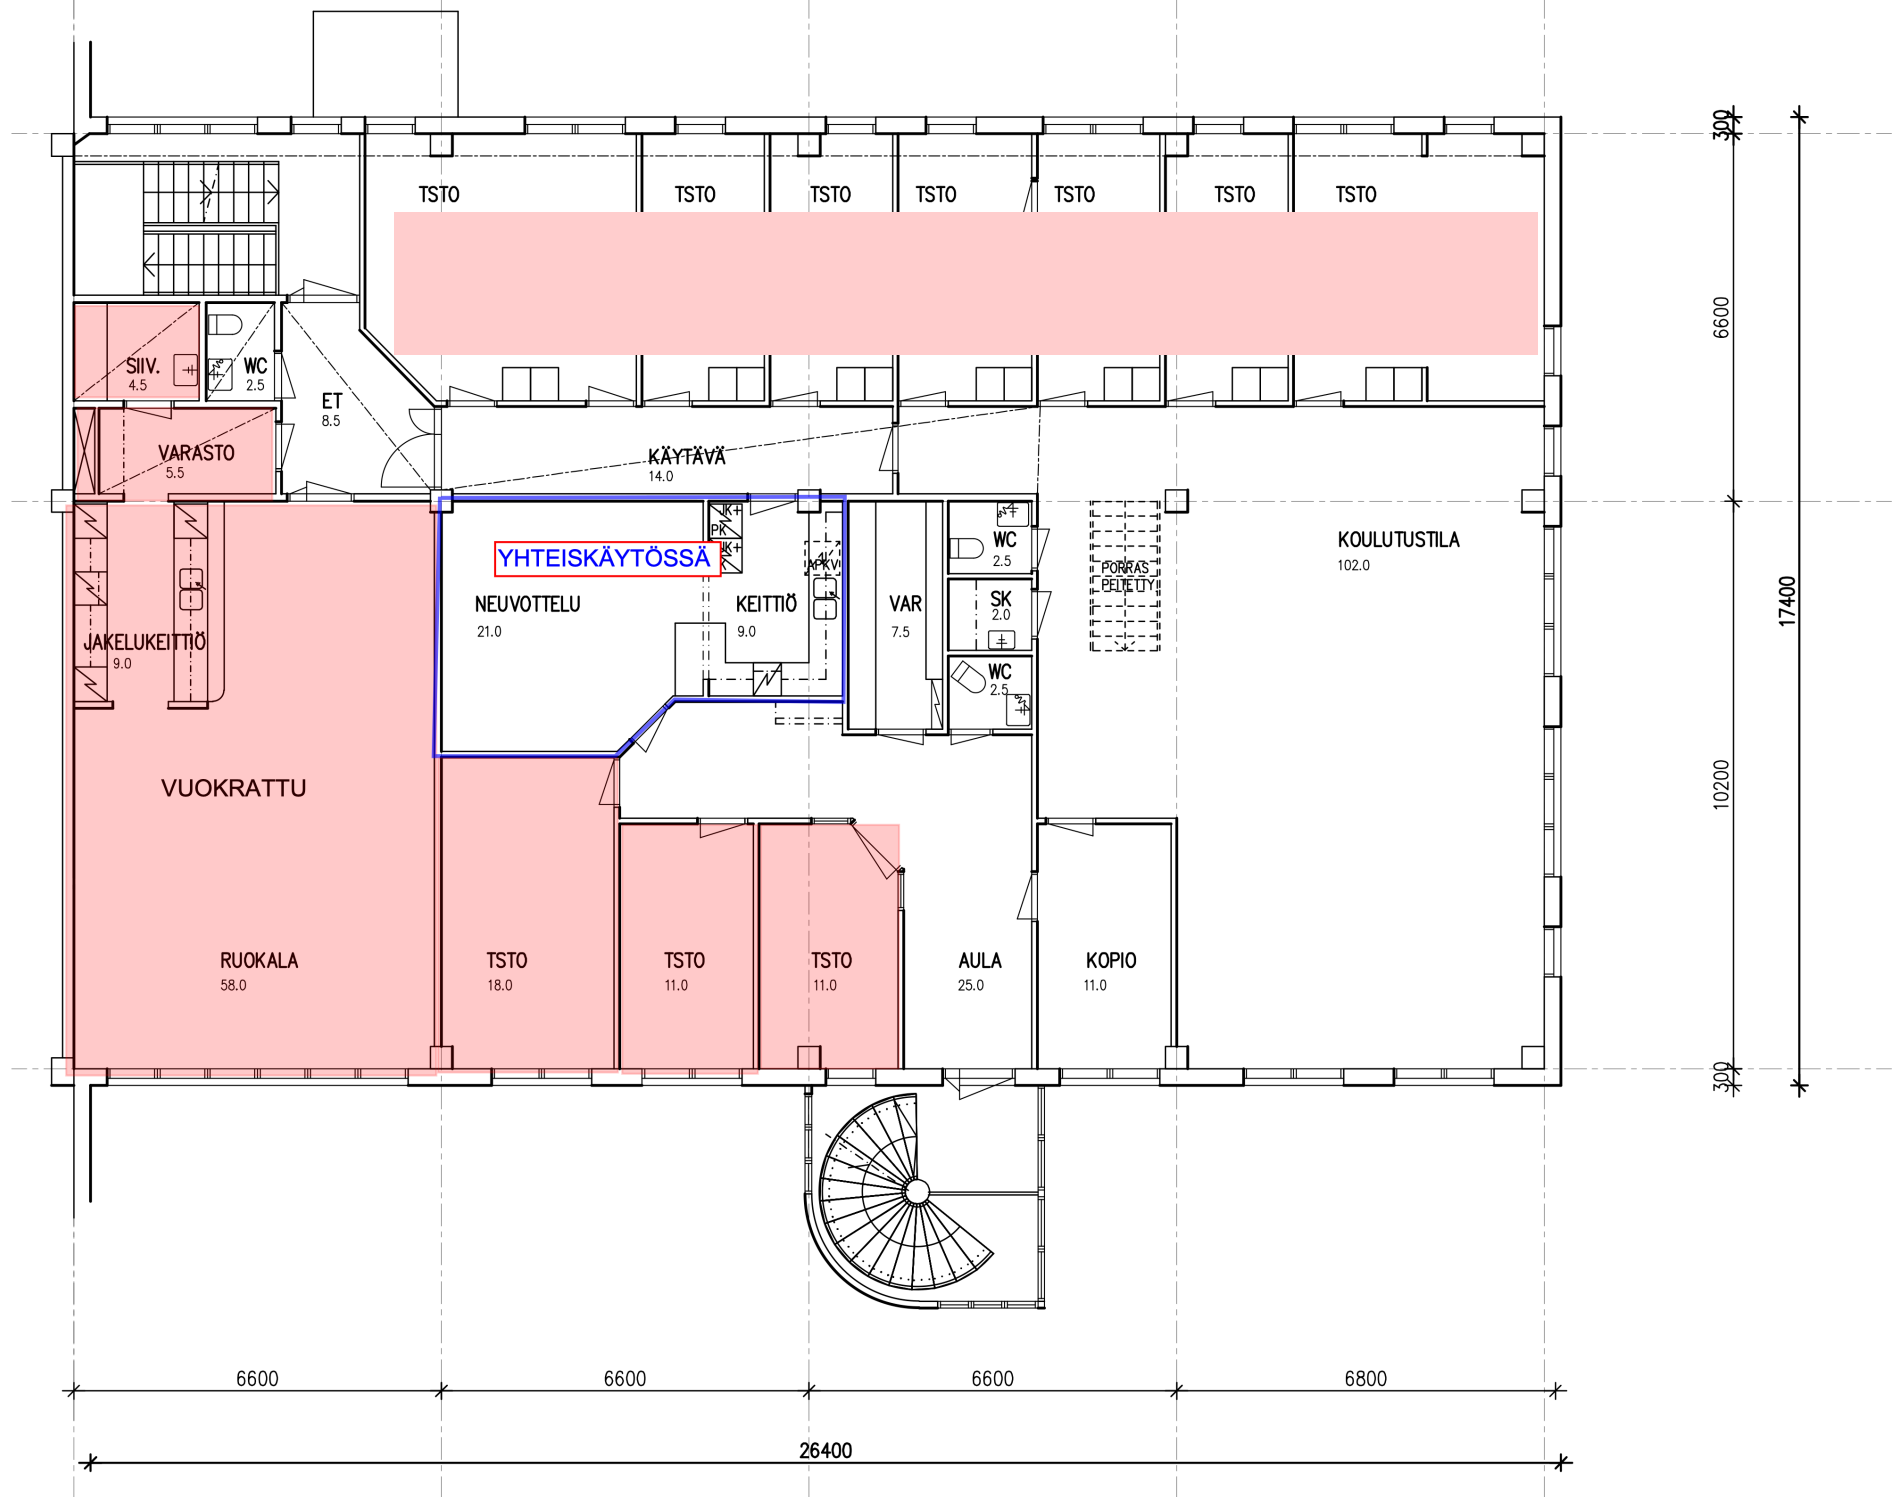 300
TSTO
TSTO
TSTO
TSTO
TSTO
TSTO
TSTO
6600
SIIV.
4.5
WC
2.5
ET
8.5
VARASTO
5.5
KÄYTÄVÄ
14.0
JK+
PK
JK+
YHTEISKÄYTÖSSÄ
APKV
WC
2.5
KOULUTUSTILA
102.0
PORRAS
PEITETTY
NEUVOTTELU
21.0
KEITTIÖ
9.0
VAR
7.5
SK
2.0
17400
JAKELUKEITTIÖ
9.0
WC
2.5
VUOKRATTU
10200
RUOKALA
58.0
TSTO
18.0
TSTO
11.0
TSTO
11.0
AULA
25.0
KOPIO
11.0
300
6600
6600
6600
6800
26400